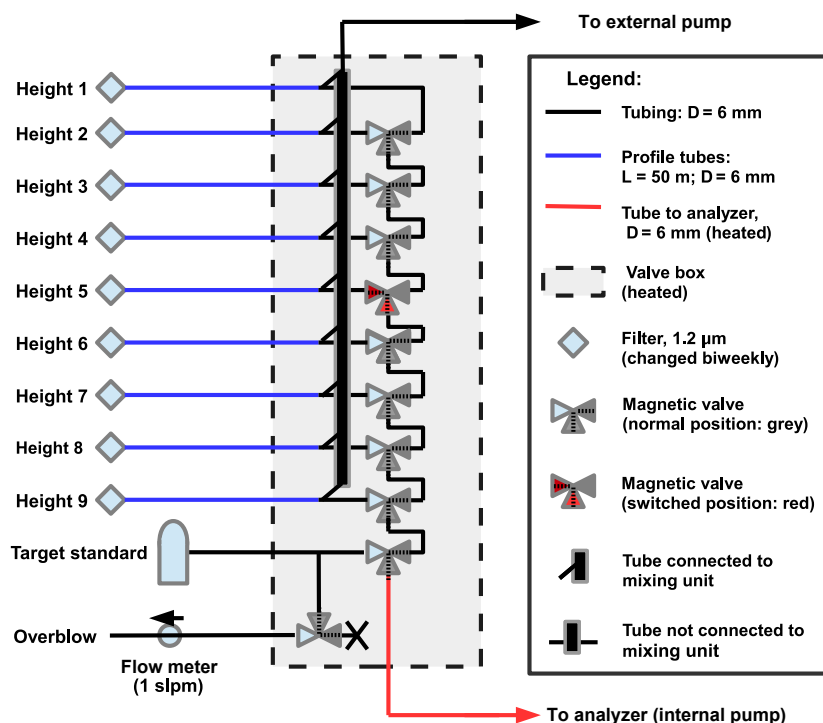 To external pump
Height 1
Height 2
Height 3
Height 4
Height 5
Height 6
Height 7
Height 8
Height 9
Target standard
Overblow
Flow meter
(1 slpm)
To analyzer (internal pump)
Legend:
Tubing: D = 6 mm
Profile tubes:
L = 50 m; D = 6 mm
Tube to analyzer,
D = 6 mm (heated)
Valve box
(heated)
Filter, 1.2 µm
(changed biweekly)
Magnetic valve
(normal position: grey)
Magnetic valve
(switched position: red)
Tube connected to
mixing unit
Tube not connected to
mixing unit